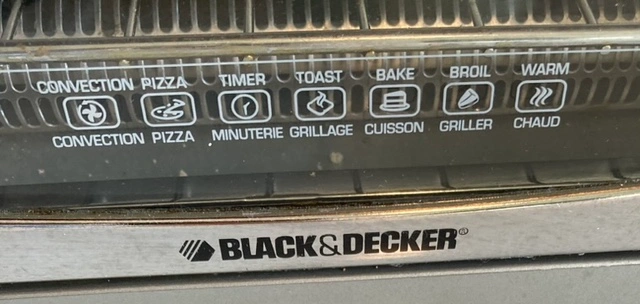 CONVECTION PIZZA TIMER TOAST BAKE BROIL WARM
CONVECTION PIZZA MINUTERIE GRILLAGE CUISSON GRILLER CHAUD
BLACK&DECKER®